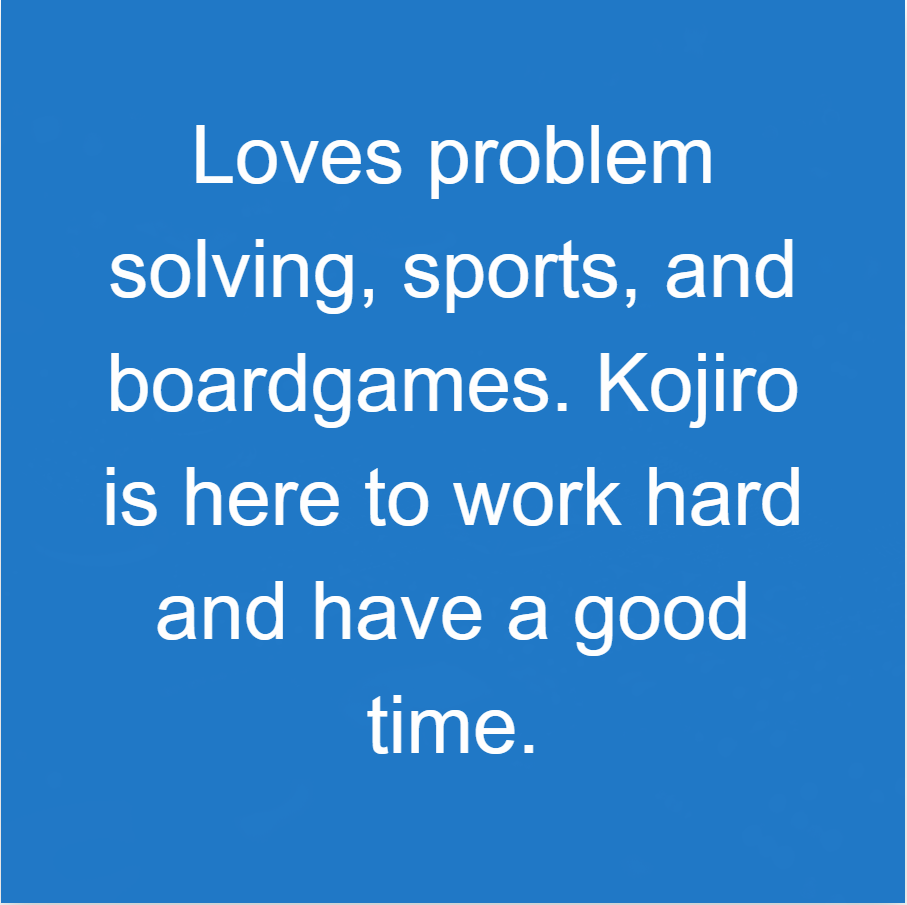 Loves problem
solving, sports, and
boardgames. Kojiro
is here to work hard
and have a good
time.